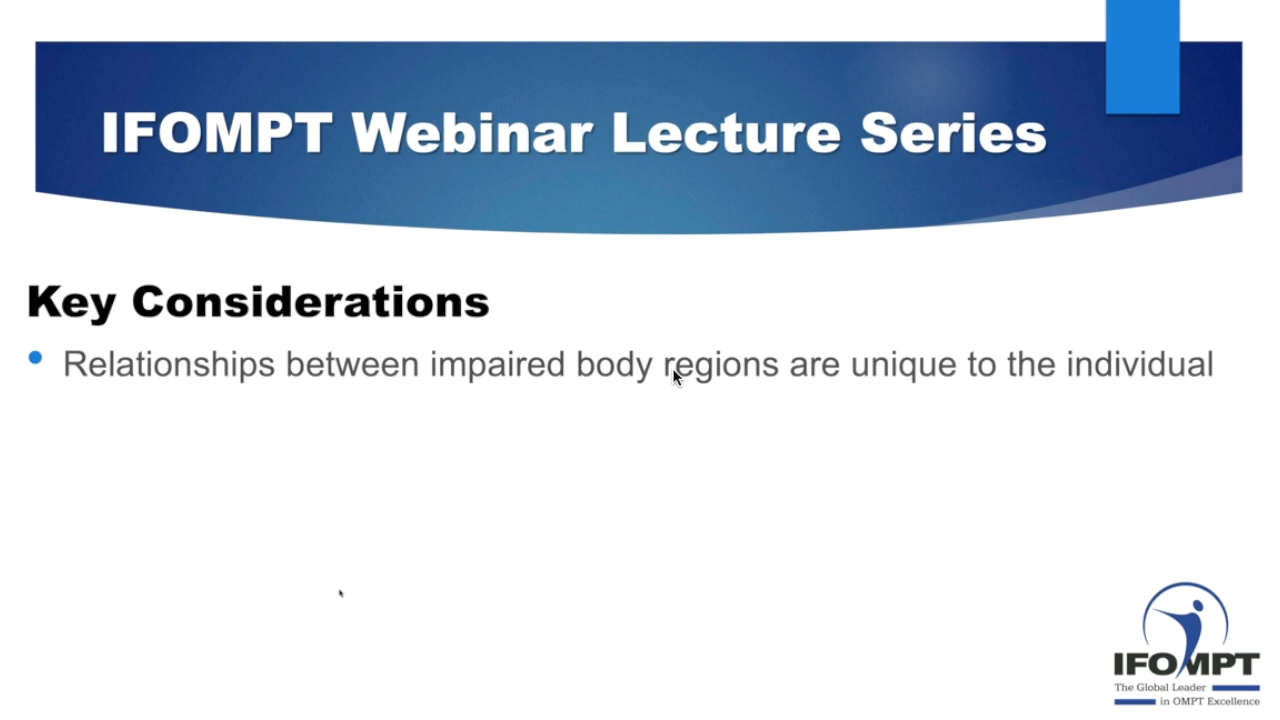 IFOMPT Webinar Lecture Series
Key Considerations
• Relationships between impaired body regions are unique to the individual
IFOMPT
The Global Leader
in OMPT Excellence